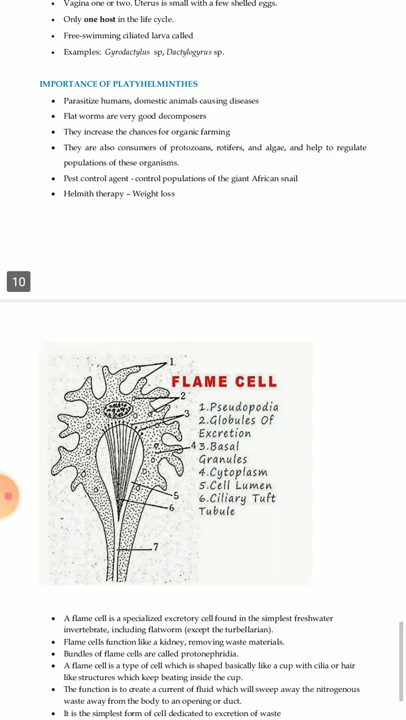 Vagina one or two. Uterus is small with a few shelled eggs.
Only one host in the life cycle.
Free-swimming ciliated larva called
Examples: Gyrodactylus sp, Dactylogyrus sp.
IMPORTANCE OF PLATYHELMINTHES
Parasitize humans, domestic animals causing diseases
Flat worms are very good decomposers
They increase the chances for organic farming
They are also consumers of protozoans, rotifers, and algae, and help to regulate
populations of these organisms.
Pest control agent - control populations of the giant African snail
Helmith therapy – Weight loss
10
FLAME CELL
1
2
3
4
5
6
7
1.Pseudopodia
2.Globules Of
Excretion
3.Basal
Granules
4.Cytoplasm
5.Cell Lumen
6.Ciliary Tuft
Tubule
A flame cell is a specialized excretory cell found in the simplest freshwater
invertebrate, including flatworm (except the turbellarian).
Flame cells function like a kidney, removing waste materials.
Bundles of flame cells are called protonephridia.
A flame cell is a type of cell which is shaped basically like a cup with cilia or hair
like structures which keep beating inside the cup.
The function is to create a current of fluid which will sweep away the nitrogenous
waste away from the body to an opening or duct.
It is the simplest form of cell dedicated to excretion of waste